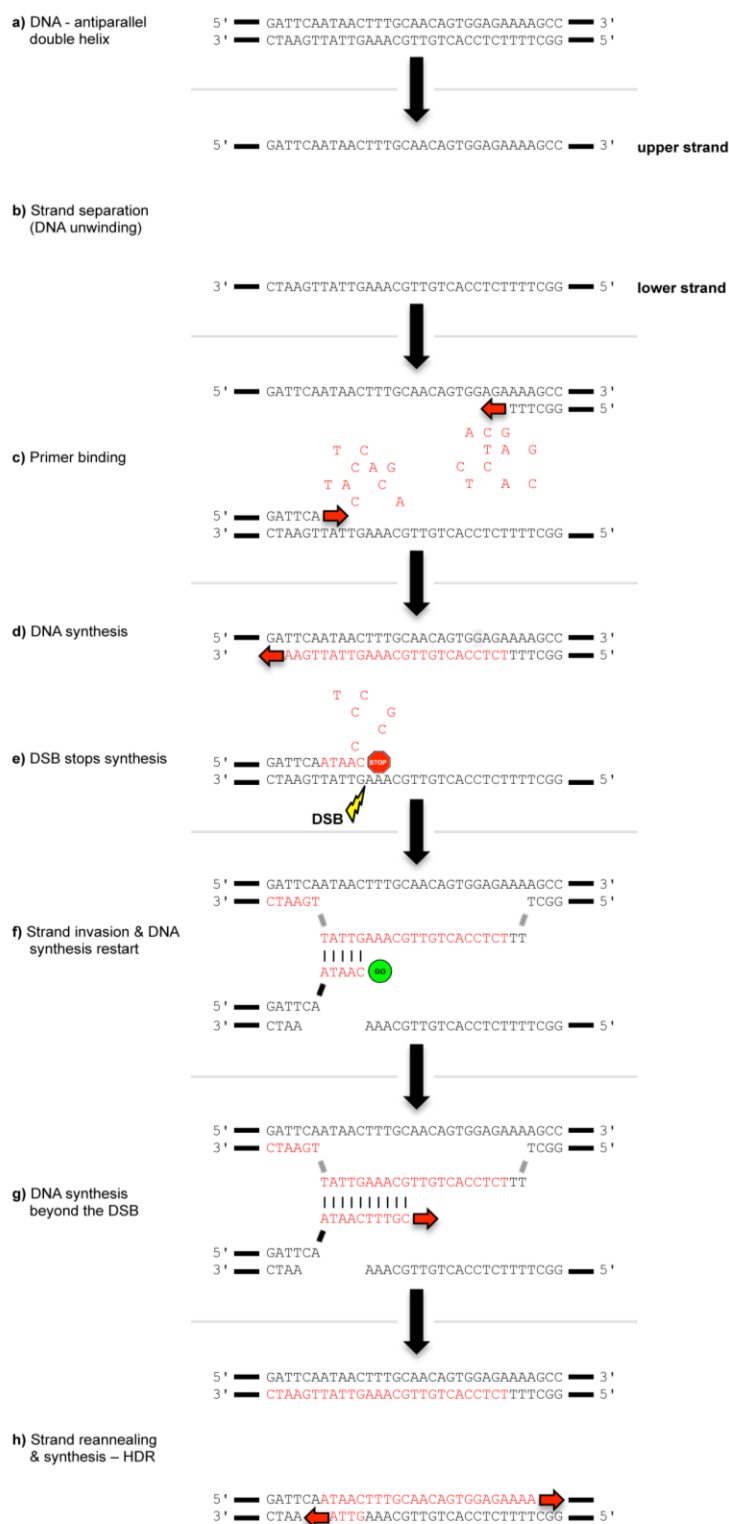 a) DNA - antiparallel
double helix
5' GATTCAATAACTTTGCAACAGTGGAGAAAAGCC 3'
3' CTAAGTTATTGAAACGTTGTCACCTCTTTTCGG 5'
5' GATTCAATAACTTTGCAACAGTGGAGAAAAGCC 3' upper strand
b) Strand separation
(DNA unwinding)
3' CTAAGTTATTGAAACGTTGTCACCTCTTTTCGG 5' lower strand
5' GATTCAATAACTTTGCAACAGTGGAGAAAAGCC 3'
TTTCGG 5'
c) Primer binding
A C G
T C T A G
C A G C C
T A C T A C
C A
5' GATTCA
3' CTAAGTTATTGAAACGTTGTCACCTCTTTTCGG 5'
d) DNA synthesis
5' GATTCAATAACTTTGCAACAGTGGAGAAAAGCC 3'
3' AAGTTATTGAAACGTTGTCACCTCTTTTCGG 5'
T C
C G
C
C
e) DSB stops synthesis
5' GATTCAATAAC STOP
3' CTAAGTTATTGAAACGTTGTCACCTCTTTTCGG 5'
DSB
5' GATTCAATAACTTTGCAACAGTGGAGAAAAGCC 3'
3' CTAAGT TCGG 5'
f) Strand invasion & DNA
synthesis restart
TATTGAAACGTTGTCACCTCTTT
ATAAC GO
5' GATTCA
3' CTAA AAACGTTGTCACCTCTTTTCGG 5'
5' GATTCAATAACTTTGCAACAGTGGAGAAAAGCC 3'
3' CTAAGT TCGG 5'
g) DNA synthesis
beyond the DSB
TATTGAAACGTTGTCACCTCTTT
ATAACTTTGC
5' GATTCA
3' CTAA AAACGTTGTCACCTCTTTTCGG 5'
5' GATTCAATAACTTTGCAACAGTGGAGAAAAGCC 3'
3' CTAAGTTATTGAAACGTTGTCACCTCTTTTCGG 5'
h) Strand reannealing
& synthesis – HDR
5' GATTCAATAACTTTGCAACAGTGGAGAAAA
3' CTAA ATTGAAACGTTGTCACCTCTTTTCGG 5'